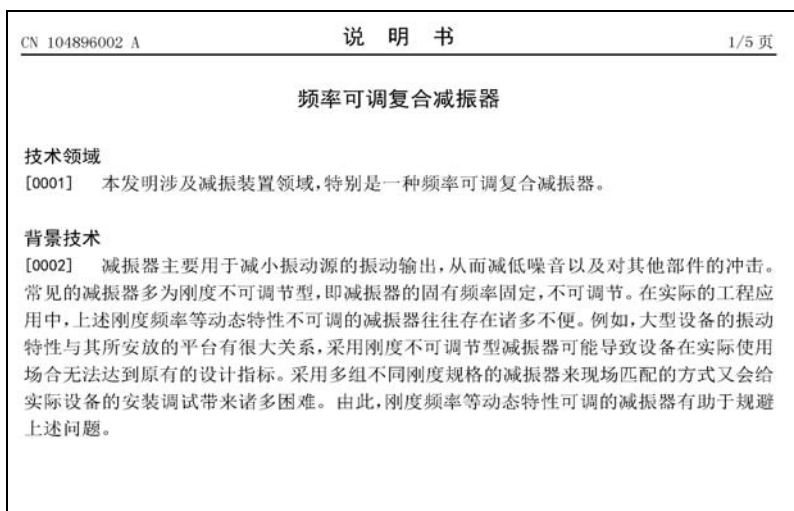 CN 104896002 A 说 明 书 1/5 页
频率可调复合减振器
技术领域
[0001] 本发明涉及减振装置领域,特别是一种频率可调复合减振器。
背景技术
[0002] 减振器主要用于减小振动源的振动输出,从而减低噪音以及对其他部件的冲击。
常见的减振器多为刚度不可调节型,即减振器的固有频率固定,不可调节。在实际的工程应
用中,上述刚度频率等动态特性不可调的减振器往往存在诸多不便。例如,大型设备的振动
特性与其所安放的平台有很大关系,采用刚度不可调节型减振器可能导致设备在实际使用
场合无法达到原有的设计指标。采用多组不同刚度规格的减振器来现场匹配的方式又会给
实际设备的安装调试带来诸多困难。由此,刚度频率等动态特性可调的减振器有助于规避
上述问题。